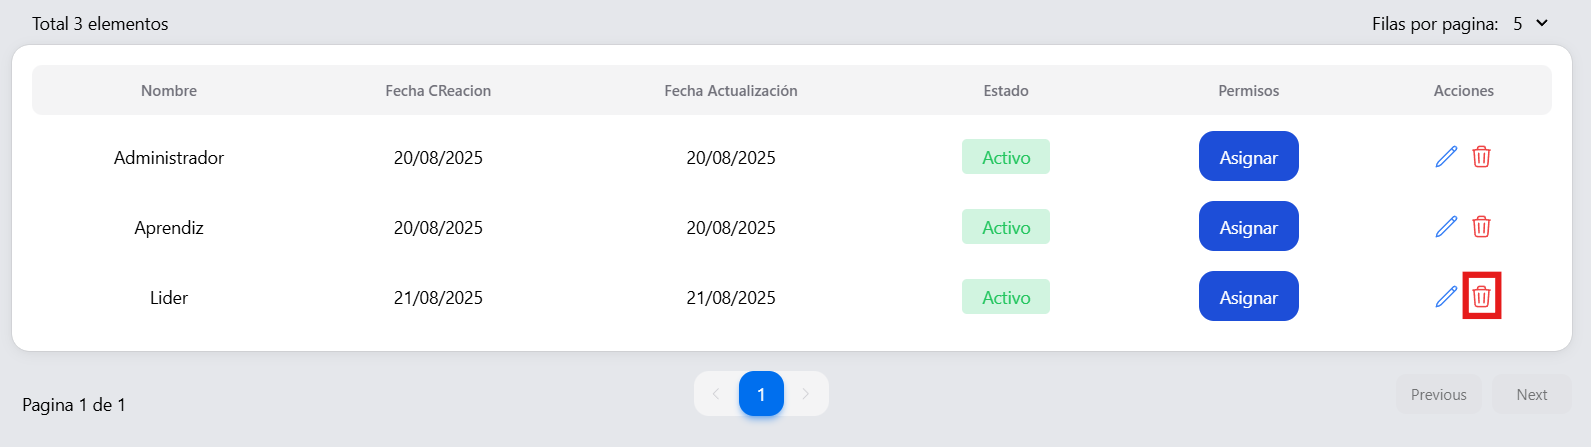 Total 3 elementos Filas por pagina: 5
Nombre Fecha CReacion Fecha Actualización Estado Permisos Acciones
Administrador 20/08/2025 20/08/2025 Activo Asignar
Aprendiz 20/08/2025 20/08/2025 Activo Asignar
Lider 21/08/2025 21/08/2025 Activo Asignar
Pagina 1 de 1 1 Previous Next